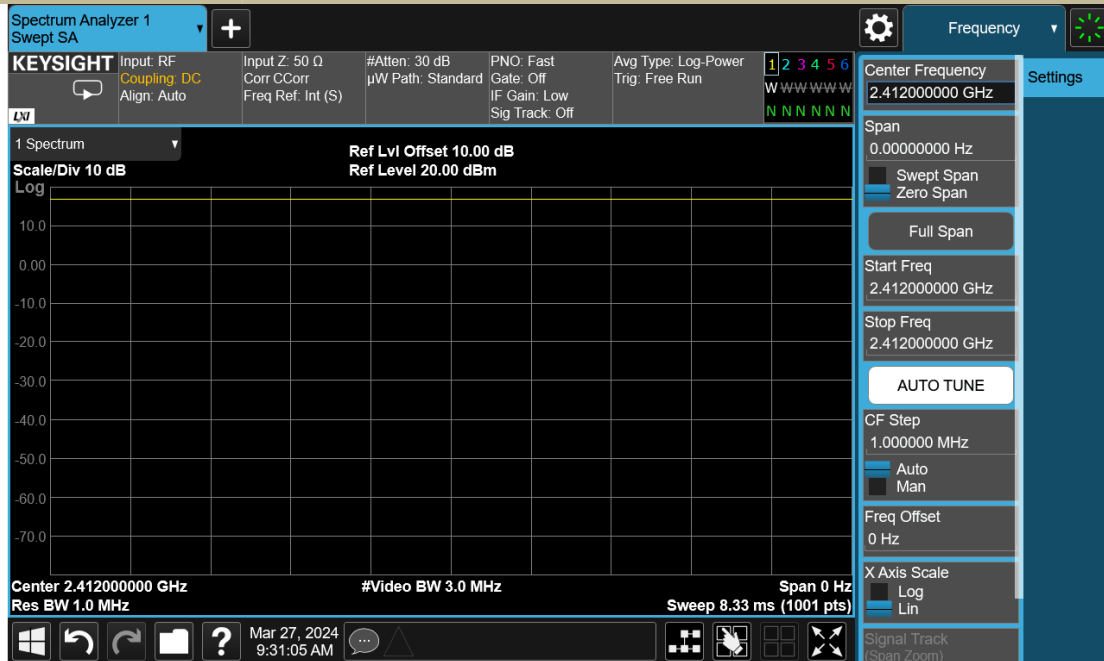 Spectrum Analyzer 1
Swept SA
+
Frequency
KEYSIGHT
LXI
Input: RF
Coupling: DC
Align: Auto
Input Z: 50 Ω
Corr CCorr
Freq Ref: Int (S)
#Atten: 30 dB
µW Path: Standard
PNO: Fast
Gate: Off
IF Gain: Low
Sig Track: Off
Avg Type: Log-Power
Trig: Free Run
1 2 3 4 5 6
W W W W W W
N N N N N N
1 Spectrum
Scale/Div 10 dB
Log
Ref Lvl Offset 10.00 dB
Ref Level 20.00 dBm
10.0
0.00
-10.0
-20.0
-30.0
-40.0
-50.0
-60.0
-70.0
Center 2.412000000 GHz
Res BW 1.0 MHz
#Video BW 3.0 MHz
Span 0 Hz
Sweep 8.33 ms (1001 pts)
Center Frequency
2.412000000 GHz
Span
0.00000000 Hz
Swept Span
Zero Span
Full Span
Start Freq
2.412000000 GHz
Stop Freq
2.412000000 GHz
AUTO TUNE
CF Step
1.000000 MHz
Auto
Man
Freq Offset
0 Hz
X Axis Scale
Log
Lin
Signal Track
(Span Zoom)
Settings
?
Mar 27, 2024
9:31:05 AM